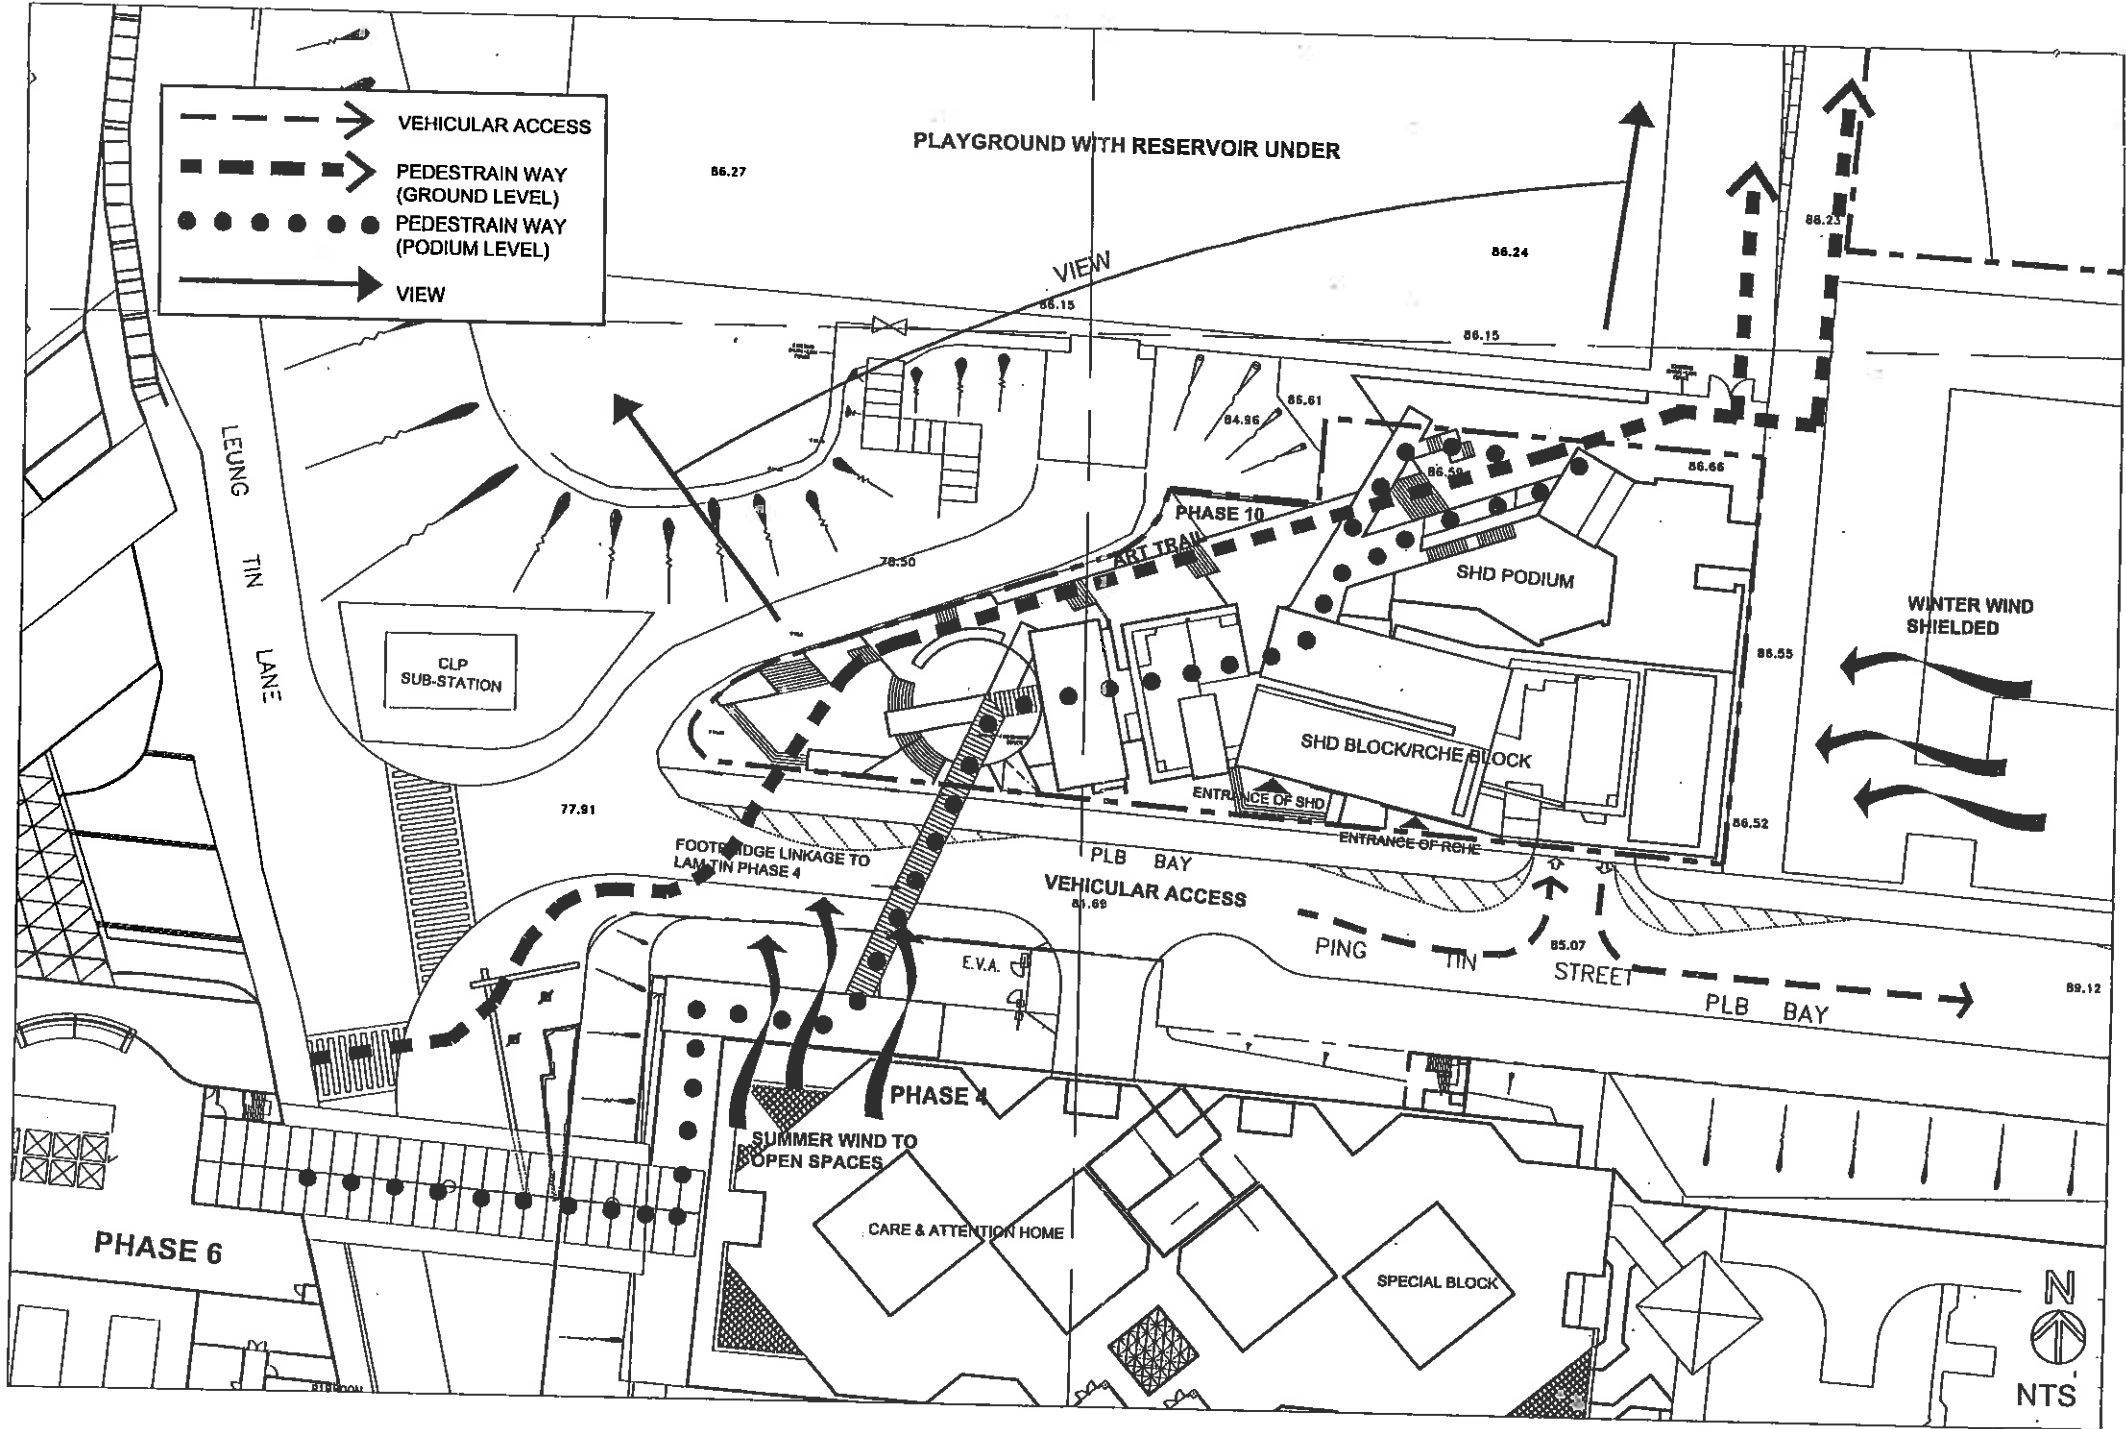 VEHICULAR ACCESS
PEDESTRAIN WAY
(GROUND LEVEL)
PEDESTRAIN WAY
(PODIUM LEVEL)
VIEW
PLAYGROUND WITH RESERVOIR UNDER
86.27
88.23
86.24
VIEW
86.15
86.15
85.61
84.96
LEUNG
TIN
LANE
86.59
86.66
PHASE 10
ART TRAIL
78.50
SHD PODIUM
WINTER WIND
SHIELDED
CLP
SUB-STATION
86.55
SHD BLOCK/RCHE BLOCK
ENTRANCE OF SHD
77.91
86.52
ENTRANCE OF RCHE
FOOTBRIDGE LINKAGE TO
LAM TIN PHASE 4
PLB BAY
VEHICULAR ACCESS
81.69
PING
TIN
STREET
85.07
E.V.A.
89.12
PLB BAY
PHASE 4
SUMMER WIND TO
OPEN SPACES
CARE & ATTENTION HOME
PHASE 6
SPECIAL BLOCK
N
NTS